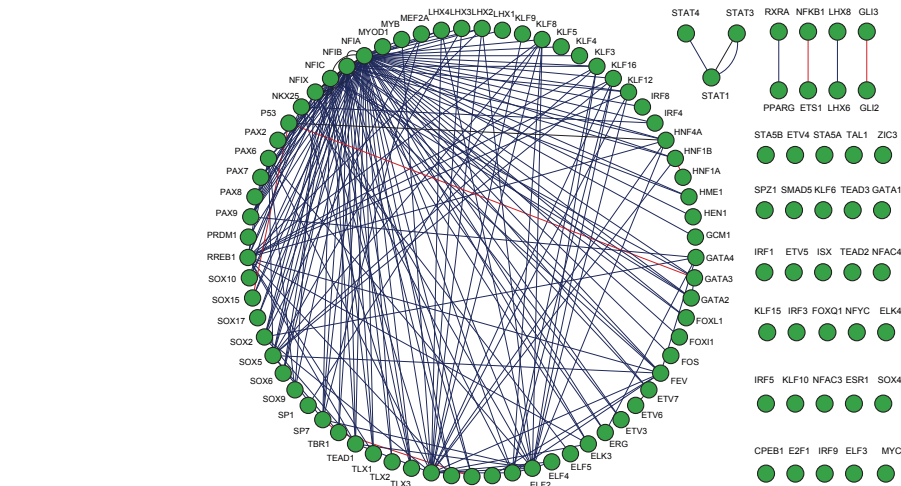 LHX4 LHX3 LHX2 LHX1
MEF2A KLF9
MYB KLF8
MYOD1 KLF5
NFIA KLF4
NFIB KLF3
NFIC KLF16
NFIX KLF12
NKX25 IRF8
P53 IRF4
PAX2 HNF4A
PAX6 HNF1B
PAX7 HNF1A
PAX8 HME1
PAX9 HEN1
PRDM1 GCM1
RREB1 GATA4
SOX10 GATA3
SOX15 GATA2
SOX17 FOXL1
SOX2 FOXI1
SOX5 FOS
SOX6 FEV
SOX9 ETV7
SP1 ETV6
SP7 ETV3
TBR1 ERG
TEAD1 ELK3
TLX1 ELF5
TLX2 ELF4
TLX3 ELF2
STAT4 STAT3
STAT1
RXRA NFKB1 LHX8 GLI3
PPARG ETS1 LHX6 GLI2
STA5B ETV4 STA5A TAL1 ZIC3
SPZ1 SMAD5 KLF6 TEAD3 GATA1
IRF1 ETV5 ISX TEAD2 NFAC4
KLF15 IRF3 FOXQ1 NFYC ELK4
IRF5 KLF10 NFAC3 ESR1 SOX4
CPEB1 E2F1 IRF9 ELF3 MYC